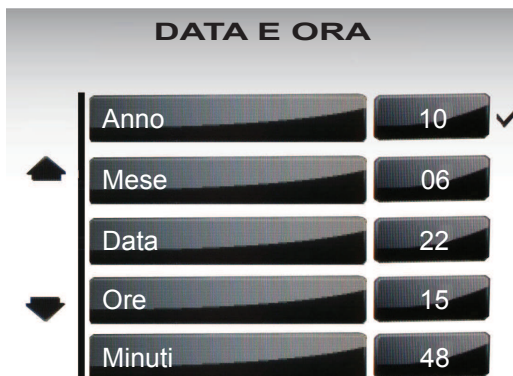 DATA E ORA
Anno 10
Mese 06
Data 22
Ore 15
Minuti 48